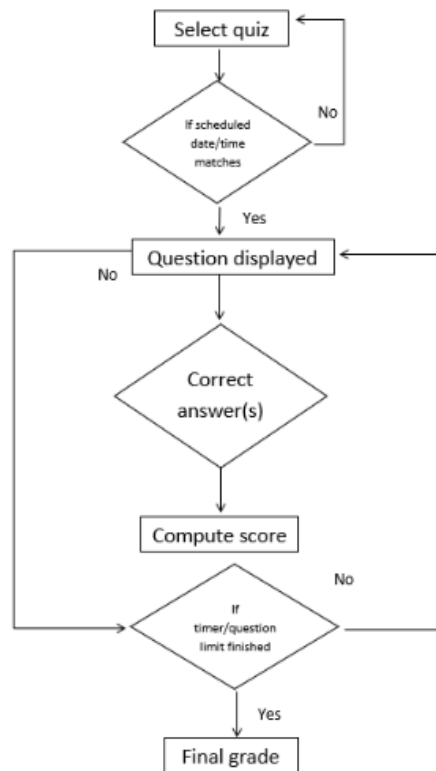 Select quiz
No
If scheduled
date/time
matches
Yes
Question displayed
No
Correct
answer(s)
Compute score
No
If
timer/question
limit finished
Yes
Final grade